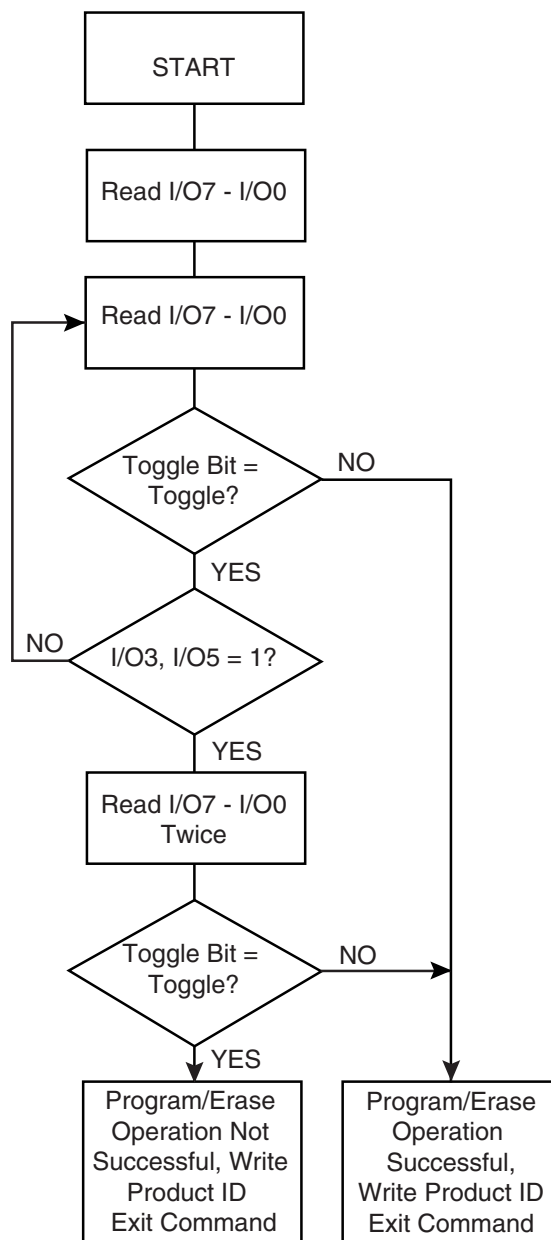 START
Read I/O7 - I/O0
Read I/O7 - I/O0
Toggle Bit =
Toggle?
NO
YES
NO
I/O3, I/O5 = 1?
YES
Read I/O7 - I/O0
Twice
Toggle Bit =
Toggle?
NO
YES
Program/Erase
Operation Not
Successful, Write
Product ID
Exit Command
Program/Erase
Operation
Successful,
Write Product ID
Exit Command